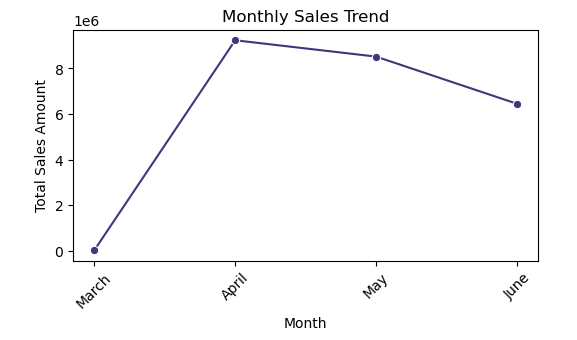 Monthly Sales Trend
1e6
8
6
4
2
0
Total Sales Amount
March
April
May
June
Month